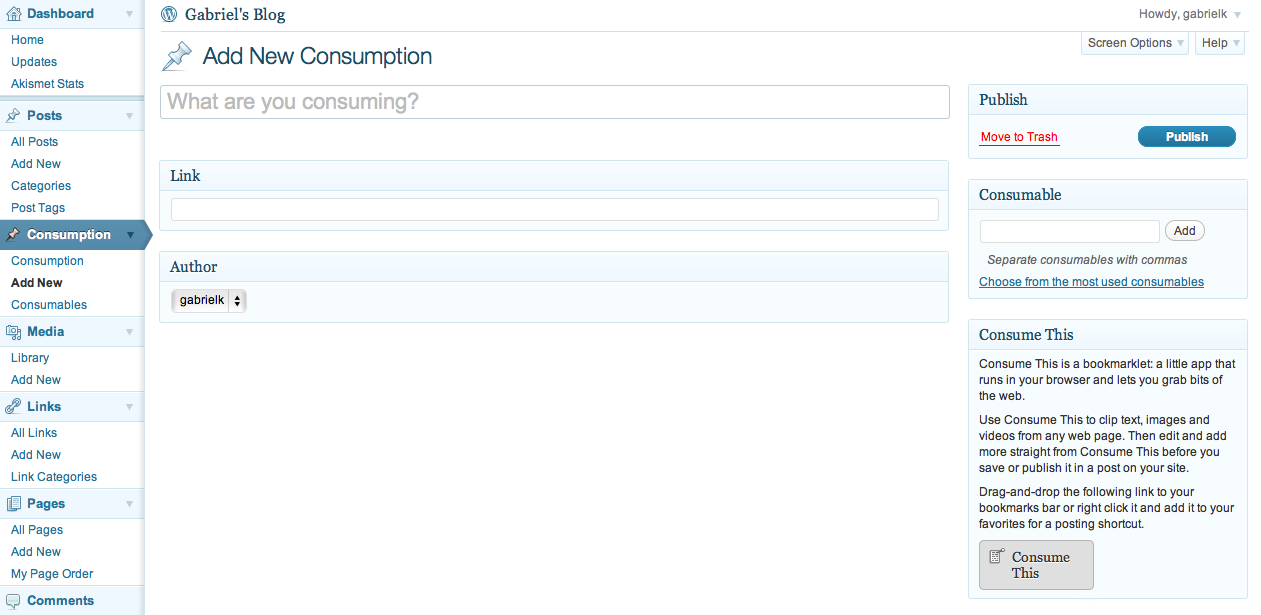 Dashboard
Home
Updates
Akismet Stats
Posts
All Posts
Add New
Categories
Post Tags
Consumption
Consumption
Add New
Consumables
Media
Library
Add New
Links
All Links
Add New
Link Categories
Pages
All Pages
Add New
My Page Order
Comments
Gabriel's Blog
Howdy, gabrielk
Screen Options
Help
Add New Consumption
What are you consuming?
Link
Author
gabrielk
Publish
Move to Trash
Publish
Consumable
Add
Separate consumables with commas
Choose from the most used consumables
Consume This
Consume This is a bookmarklet: a little app that
runs in your browser and lets you grab bits of
the web.
Use Consume This to clip text, images and
videos from any web page. Then edit and add
more straight from Consume This before you
save or publish it in a post on your site.
Drag-and-drop the following link to your
bookmarks bar or right click it and add it to your
favorites for a posting shortcut.
Consume
This